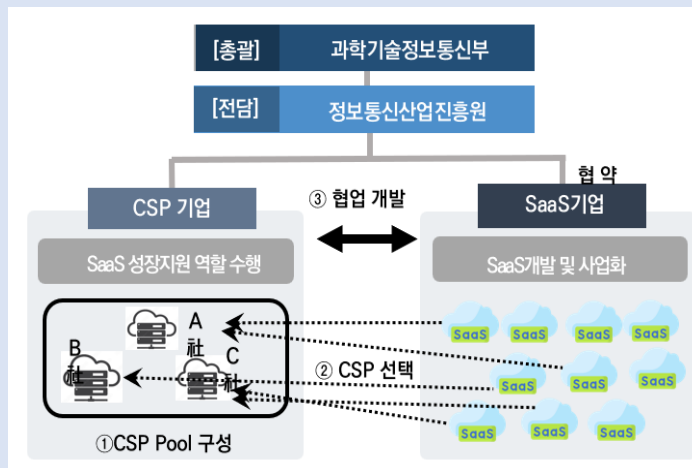 [총괄] 과학기술정보통신부
[전담] 정보통신산업진흥원
협 약
CSP 기업
③ 협업 개발
SaaS기업
SaaS 성장지원 역할 수행
SaaS개발 및 사업화
A
社
B
社
C
社
② CSP 선택
①CSP Pool 구성
SaaS SaaS SaaS SaaS
SaaS SaaS SaaS
SaaS SaaS SaaS